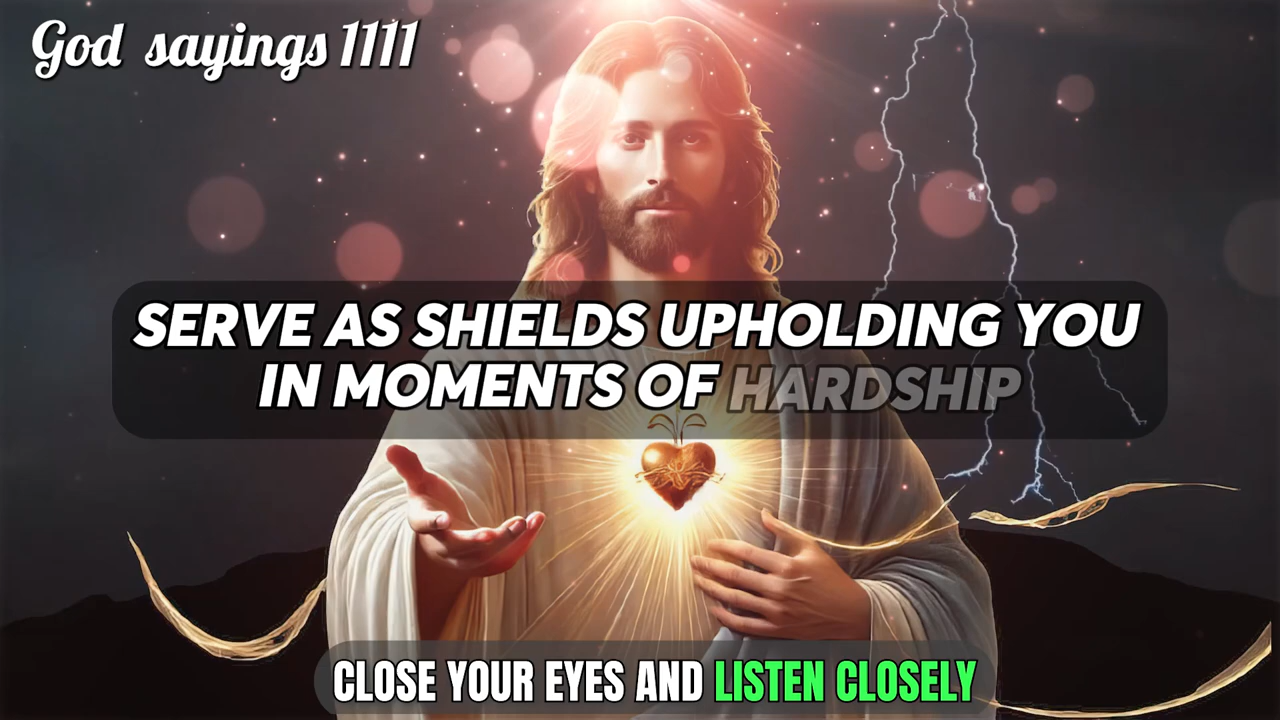 God sayings 1111
SERVE AS SHIELDS UPHOLDING YOU
IN MOMENTS OF HARDSHIP
CLOSE YOUR EYES AND LISTEN CLOSELY